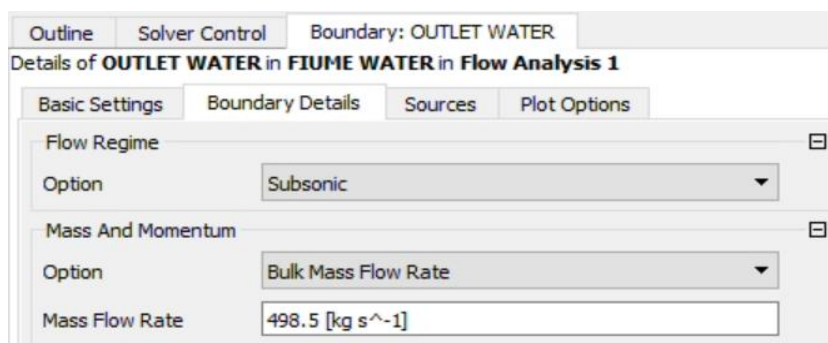 Outline Solver Control Boundary: OUTLET WATER
Details of OUTLET WATER in FIUME WATER in Flow Analysis 1
Basic Settings Boundary Details Sources Plot Options
Flow Regime
Option Subsonic
Mass And Momentum
Option Bulk Mass Flow Rate
Mass Flow Rate 498.5 [kg s^-1]